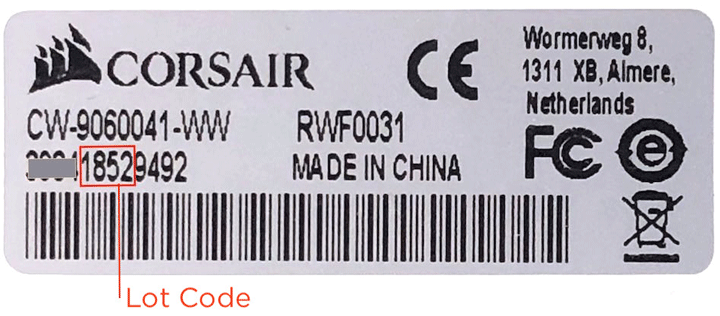 CORSAIR
CE
Wormerweg 8,
1311 XB, Almere,
Netherlands
CW-9060041-WW
RWF0031
18529492
MADE IN CHINA
FC
e
Lot Code